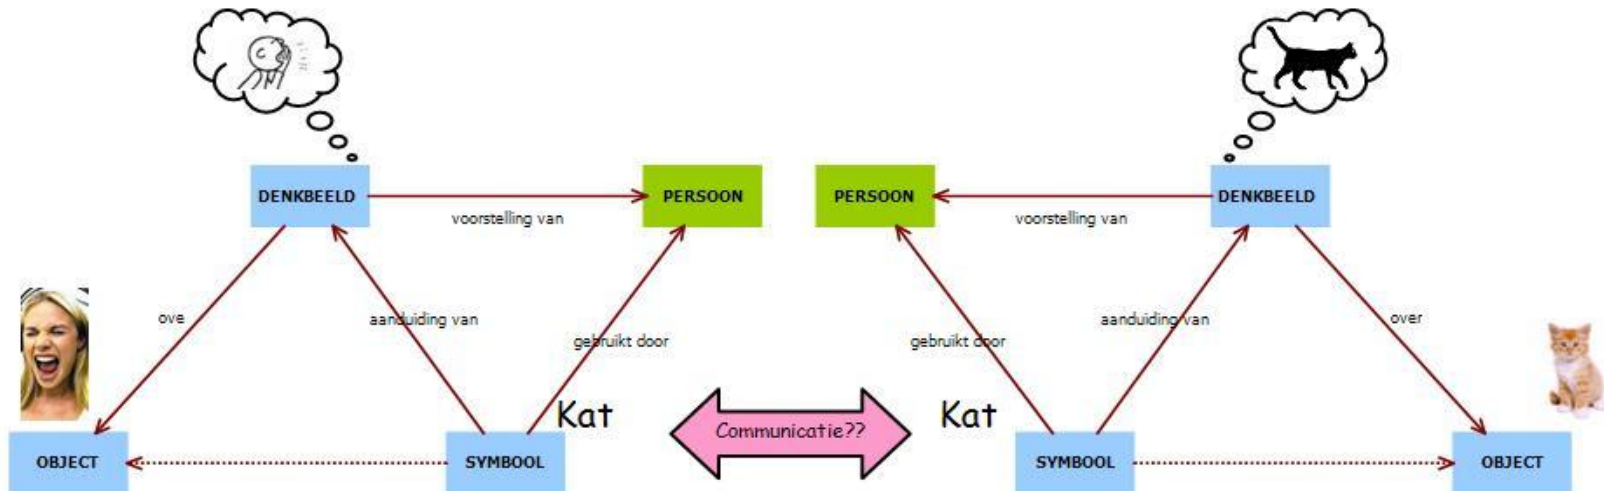 DENKBEELD
PERSOON
PERSOON
DENKBEELD
voorstelling van
voorstelling van
ove
aanduiding van
aanduiding van
over
gebruikt door
gebruikt door
Kat
Kat
Communicatie??
OBJECT
SYMBOOL
SYMBOOL
OBJECT